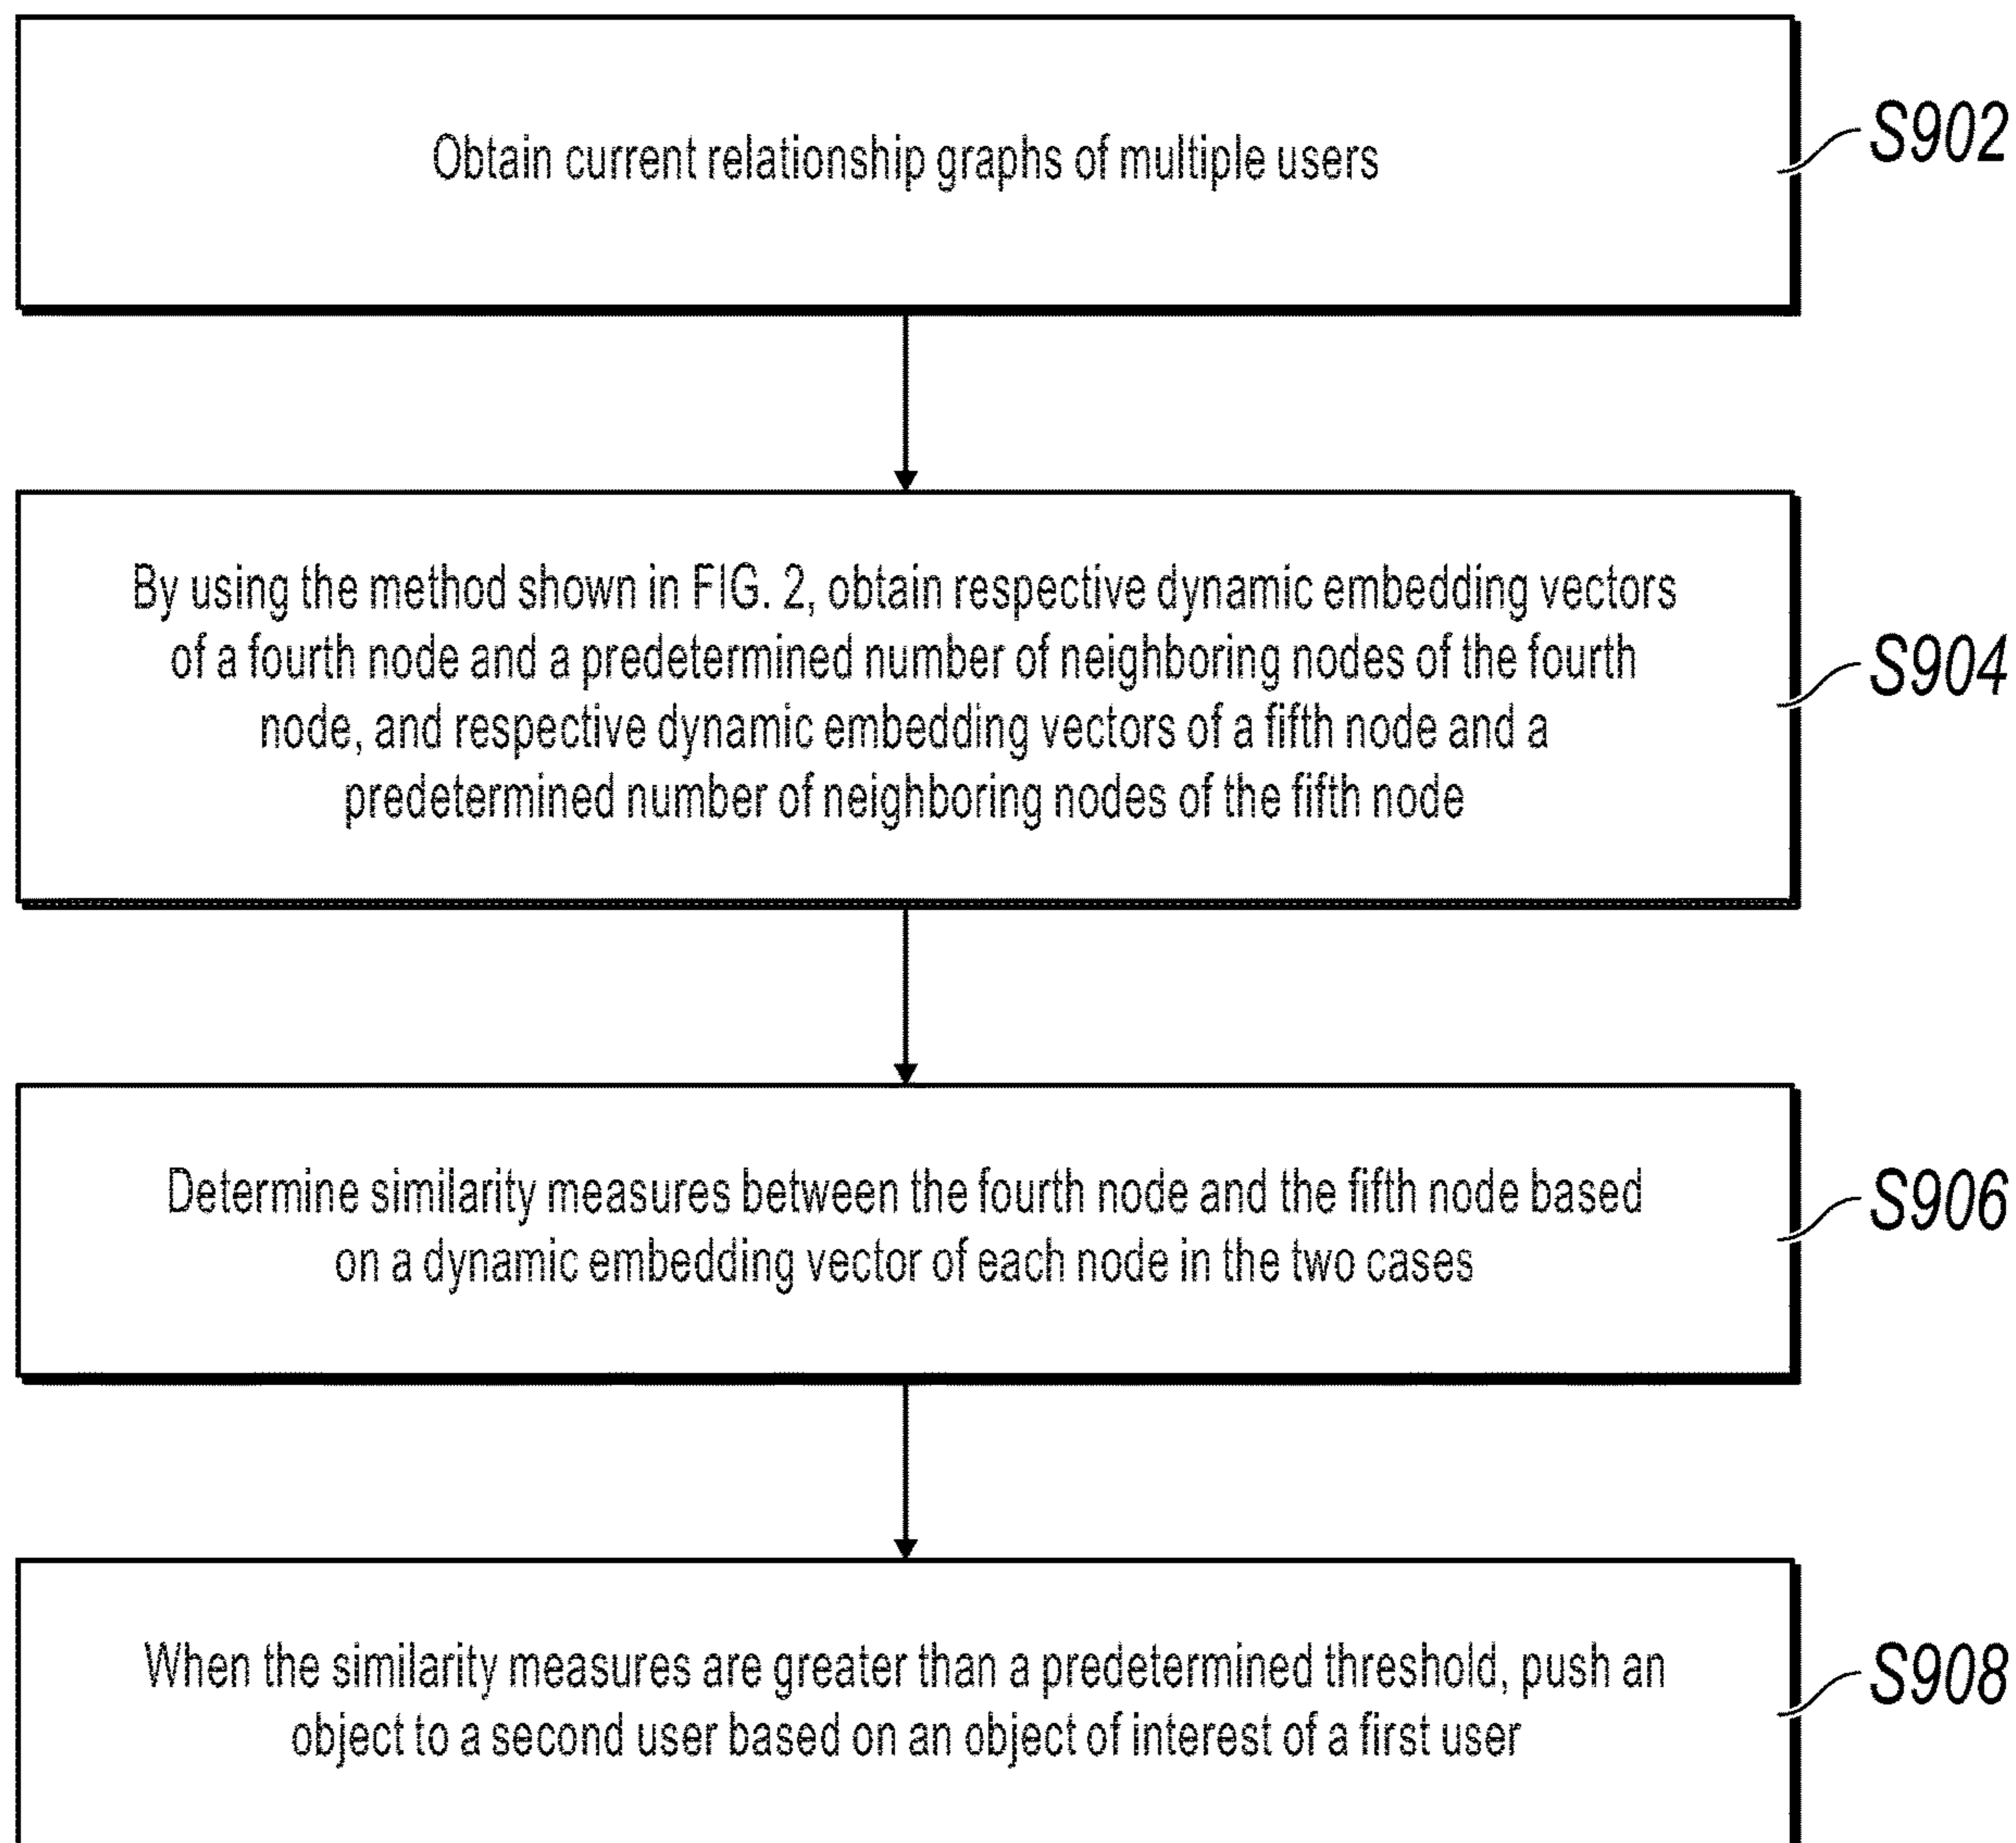 Obtain current relationship graphs of multiple users
S902
By using the method shown in FIG. 2, obtain respective dynamic embedding vectors
of a fourth node and a predetermined number of neighboring nodes of the fourth
node, and respective dynamic embedding vectors of a fifth node and a
predetermined number of neighboring nodes of the fifth node
S904
Determine similarity measures between the fourth node and the fifth node based
on a dynamic embedding vector of each node in the two cases
S906
When the similarity measures are greater than a predetermined threshold, push an
object to a second user based on an object of interest of a first user
S908